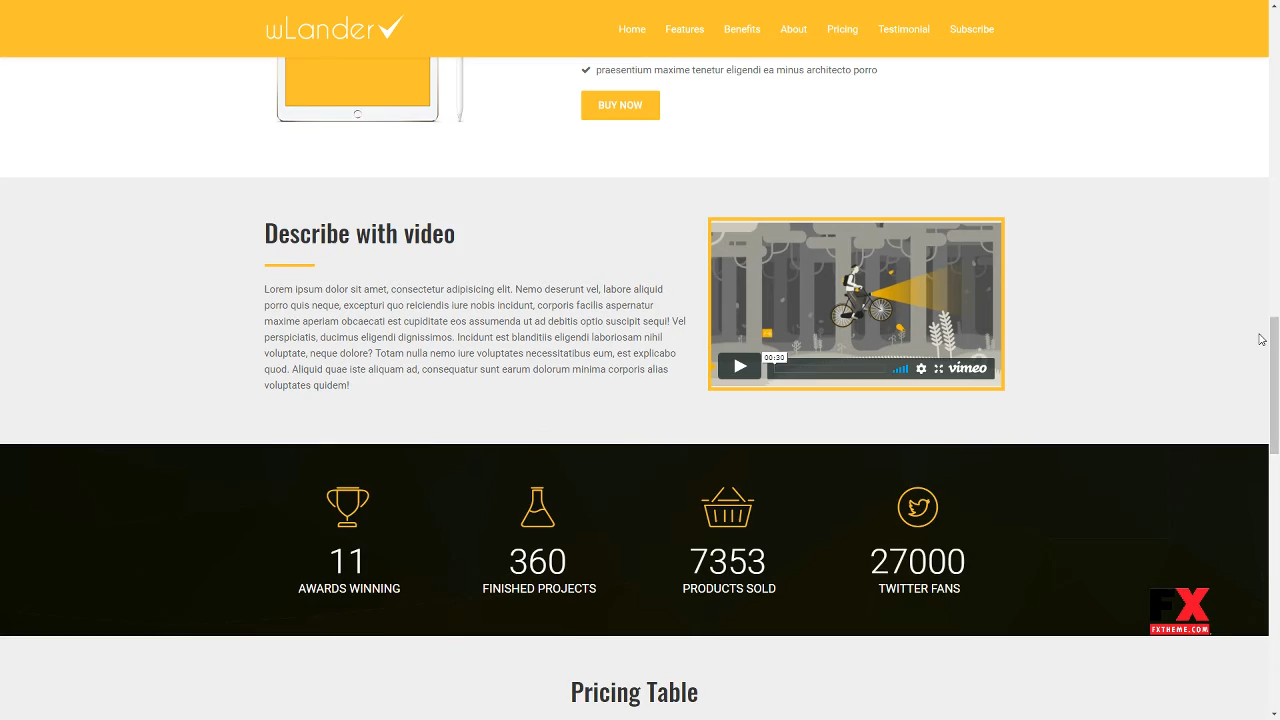 wLander
Home Features Benefits About Pricing Testimonial Subscribe
praesentium maxime tenetur eligendi ea minus architecto porro
BUY NOW
Describe with video
Lorem ipsum dolor sit amet, consectetur adipisicing elit. Nemo deserunt vel, labore aliquid
porro quis neque, excepturi quo reiciendis iure nobis incidunt, corporis facilis aspernatur
maxime aperiam obcaecati est cupiditate eos assumenda ut ad debitis optio suscipit sequi! Vel
perspiciatis, ducimus eligendi dignissimos. Incidunt est blanditiis eligendi laboriosam nihil
voluptate, neque dolore? Totam nulla nemo iure voluptates necessitatibus eum, est explicabo
quod. Aliquid quae iste aliquam ad, consequatur sunt earum dolorum minima corporis alias
voluptates quidem!
00:30
vimeo
11 360 7353 27000
AWARDS WINNING FINISHED PROJECTS PRODUCTS SOLD TWITTER FANS
FX
FXTHEME.COM
Pricing Table